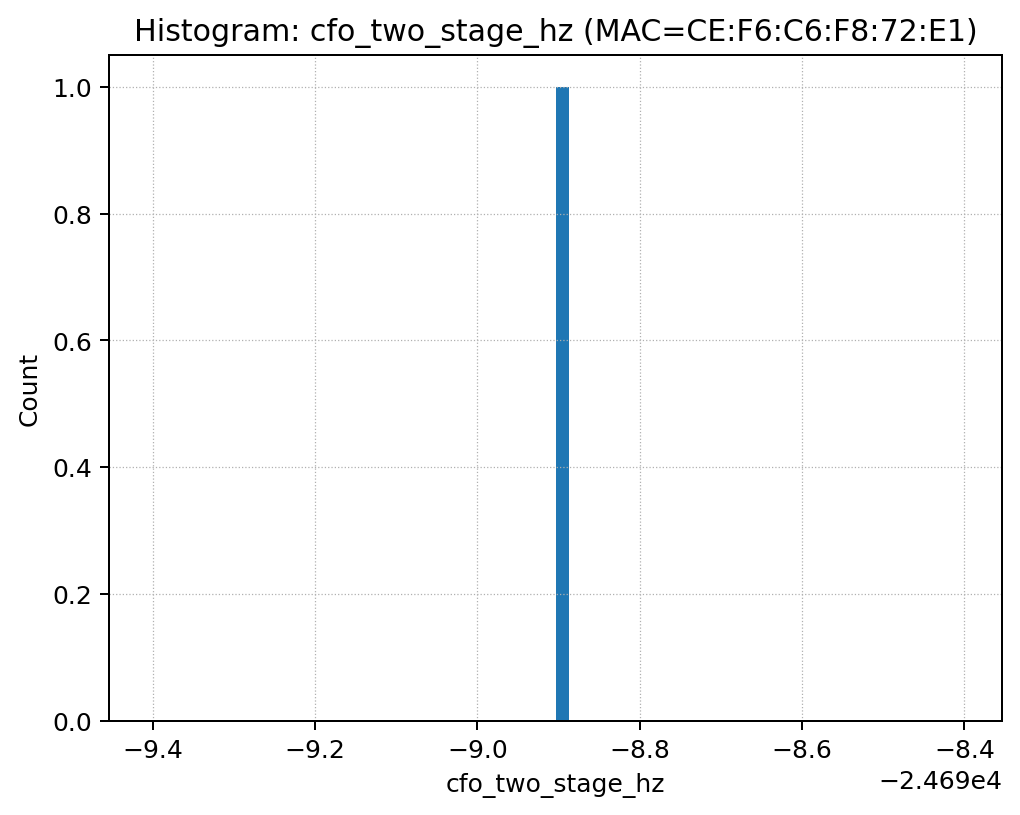 Histogram: cfo_two_stage_hz (MAC=CE:F6:C6:F8:72:E1)
1.0
0.8
0.6
0.4
0.2
0.0
Count
−9.4 −9.2 −9.0 −8.8 −8.6 −8.4
cfo_two_stage_hz
−2.469e4